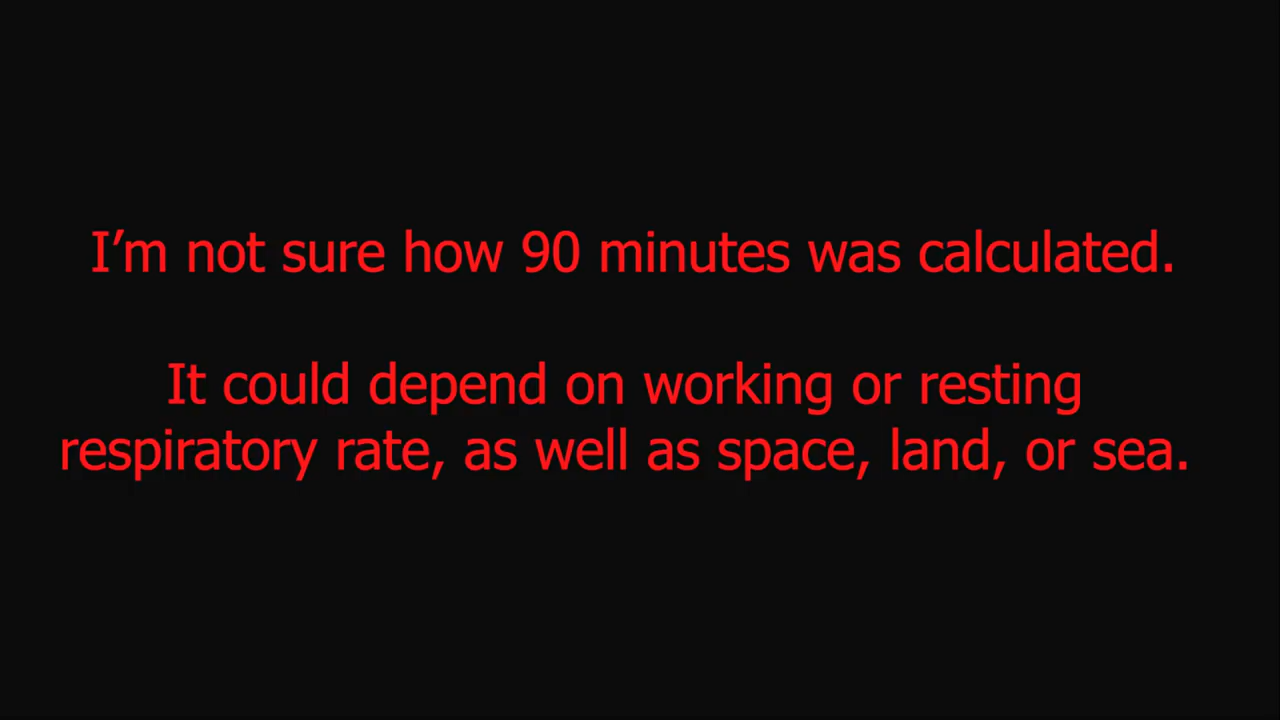 I’m not sure how 90 minutes was calculated.
It could depend on working or resting
respiratory rate, as well as space, land, or sea.